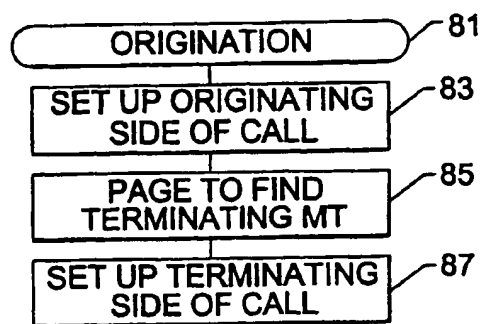 ORIGINATION
81
SET UP ORIGINATING
SIDE OF CALL
83
PAGE TO FIND
TERMINATING MT
85
SET UP TERMINATING
SIDE OF CALL
87